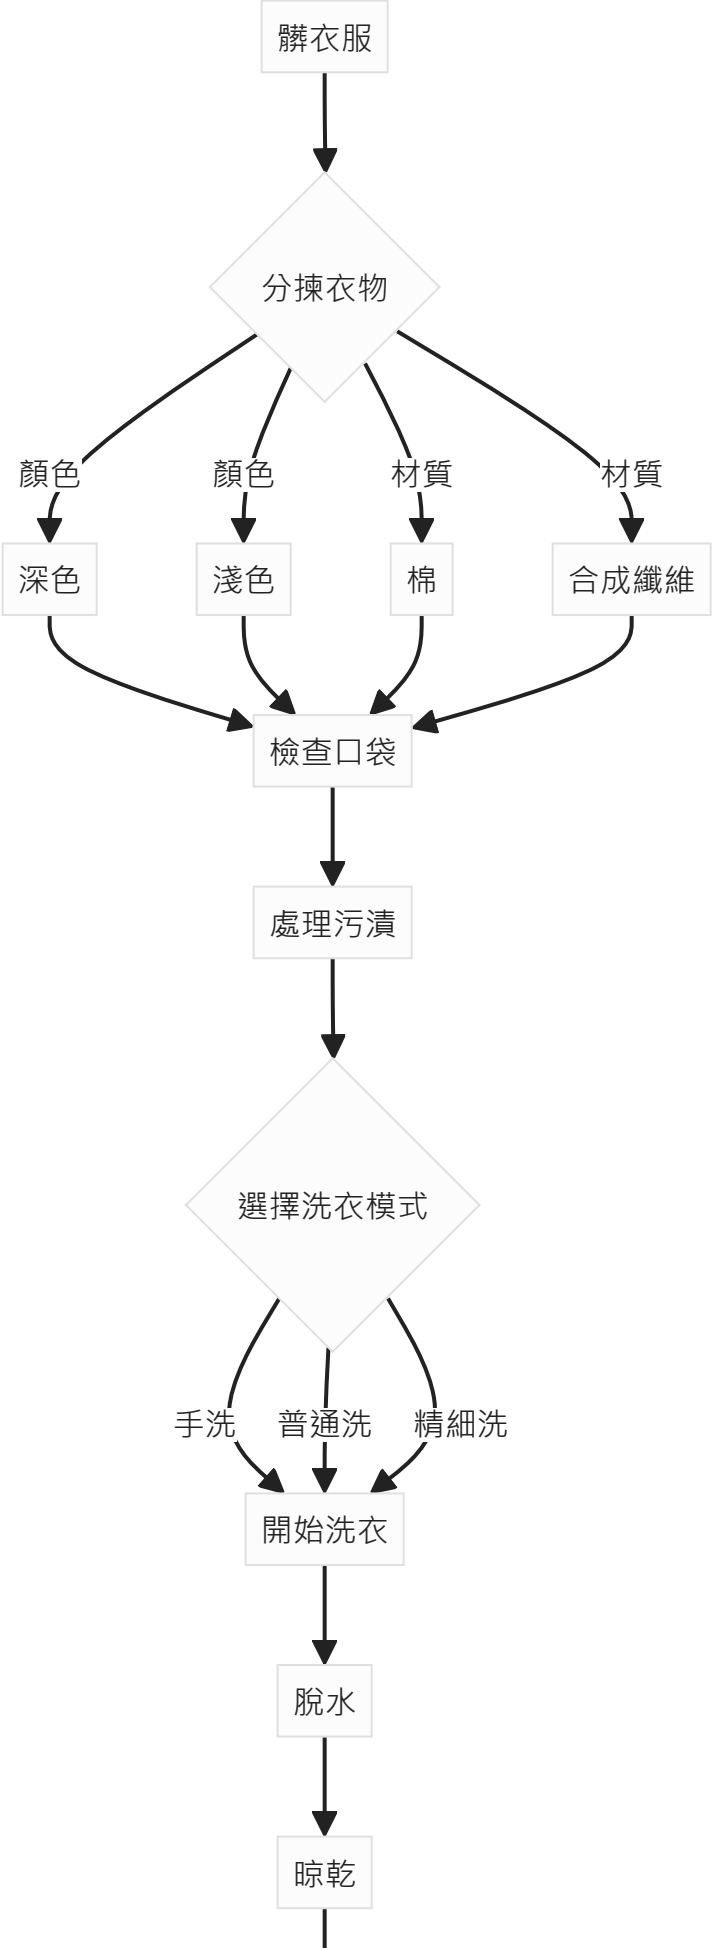 髒衣服
分揀衣物
顏色
顏色
材質
材質
深色
淺色
棉
合成纖維
檢查口袋
處理污漬
選擇洗衣模式
手洗
普通洗
精細洗
開始洗衣
脫水
晾乾